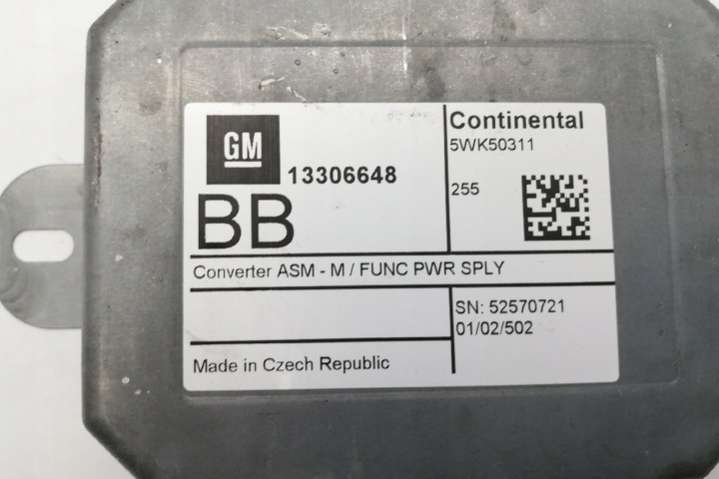 GM
13306648
BB
Continental
5WK50311
255
Converter ASM - M / FUNC PWR SPLY
SN: 52570721
01/02/502
Made in Czech Republic